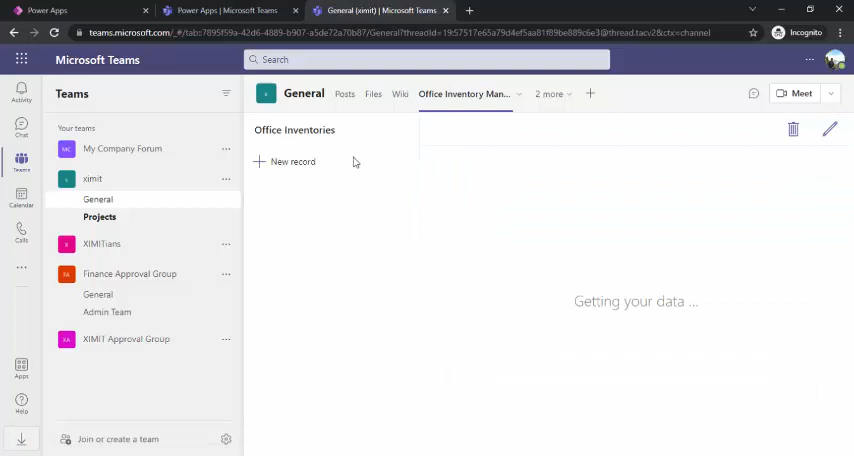 Power Apps
Power Apps | Microsoft Teams
General (ximit) | Microsoft Teams
teams.microsoft.com/_#/tab::7895f59a-42d6-4889-b907-a5de72a70b87/General?threadId=19:57517e65a79d4ef5aa81f89be889c6e3@thread.tacv2&ctx=channel
Incognito
Microsoft Teams
Search
Activity
Chat
Teams
Calendar
Calls
Apps
Help
Teams
Your teams
MC My Company Forum
x ximit
General
Projects
X XIMITians
FA Finance Approval Group
General
Admin Team
XA XIMIT Approval Group
Join or create a team
x General Posts Files Wiki Office Inventory Man... 2 more
Meet
Office Inventories
New record
Getting your data ...